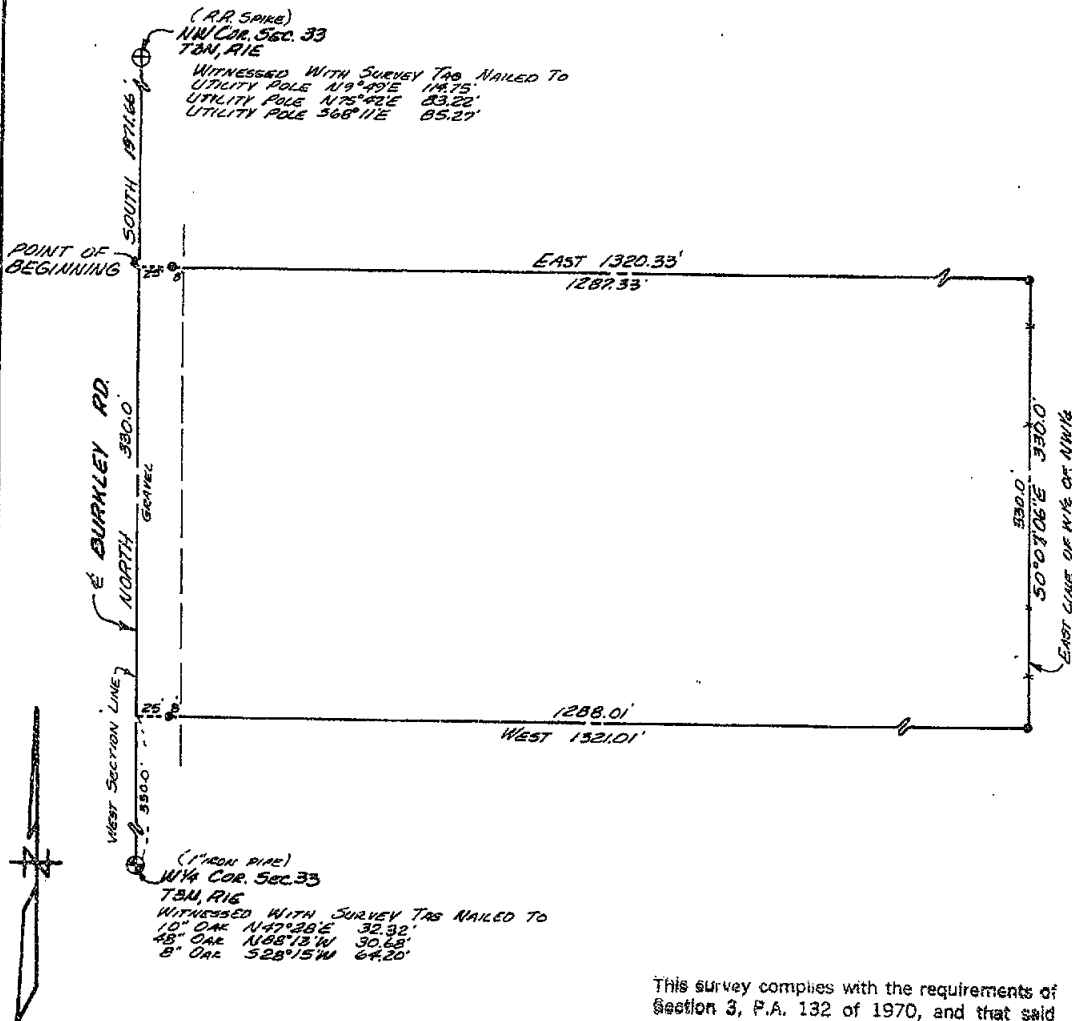 (R.R. SPIKE)
NW COR. SEC. 33
T3N, R1E
WITNESSED WITH SURVEY TAG NAILED TO
UTILITY POLE N9°49'E 114.75'
UTILITY POLE N75°42'E 83.22'
UTILITY POLE S68°11'E 85.27'
SOUTH 1971.66'
POINT OF
BEGINNING
25' 8'
EAST 1320.33'
1287.33'
℄ BURKLEY RD.
NORTH 330.0'
GRAVEL
330.0'
S0°07'06"E 330.0'
EAST LINE OF W½ OF NW¼
WEST SECTION LINE
25' 8'
1288.01'
WEST 1321.01'
330.0'
N
(1" IRON PIPE)
W¼ COR. SEC. 33
T3N, R1E
WITNESSED WITH SURVEY TAG NAILED TO
10" OAK N47°28'E 32.32'
48" OAK N88°13'W 30.68'
8" OAK S28°15'W 64.20'
This survey complies with the requirements of
Section 3, P.A. 132 of 1970, and that said